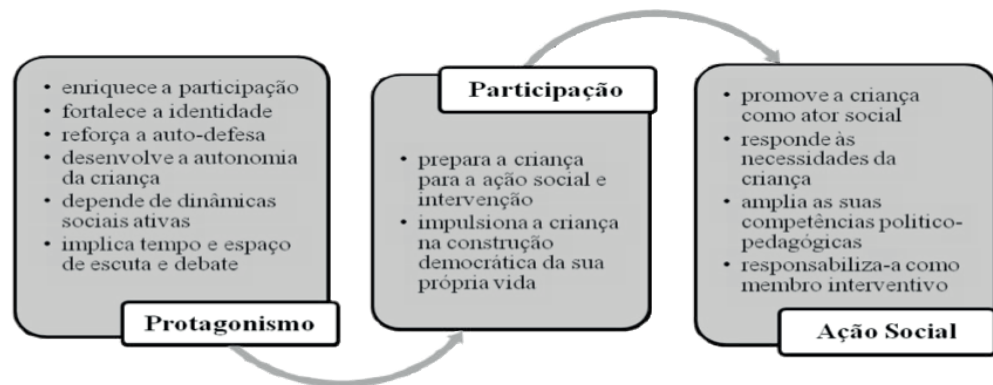 • enriquece a participação
• fortalece a identidade
• reforça a auto-defesa
• desenvolve a autonomia
da criança
• depende de dinâmicas
sociais ativas
• implica tempo e espaço
de escuta e debate
Protagonismo
Participação
• prepara a criança
para a ação social e
intervenção
• impulsiona a criança
na construção
democrática da sua
própria vida
• promove a criança
como ator social
• responde às
necessidades da
criança
• amplia as suas
competências político-
pedagógicas
• responsabiliza-a como
membro interventivo
Ação Social